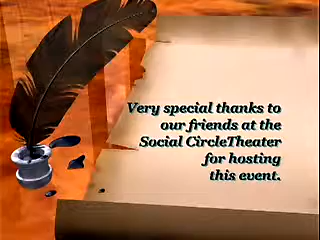 Very special thanks to
our friends at the
Social CircleTheater
for hosting
this event.